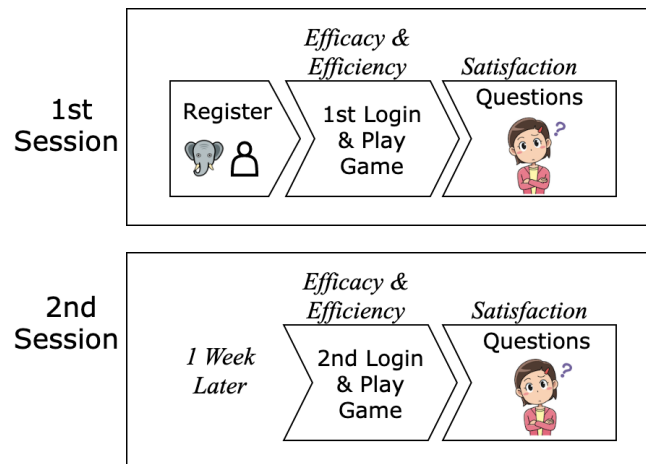 1st
Session
Efficacy &
Efficiency
Satisfaction
Register
1st Login
& Play
Game
Questions
?
2nd
Session
1 Week
Later
Efficacy &
Efficiency
Satisfaction
2nd Login
& Play
Game
Questions
?